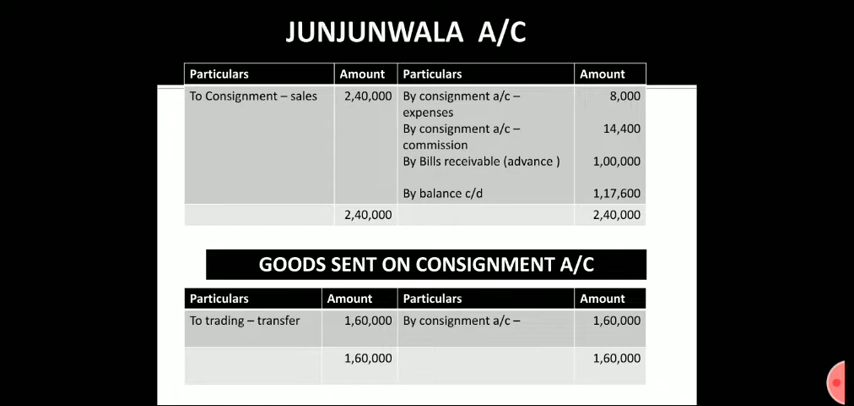 JUNJUNWALA A/C
Particulars Amount Particulars Amount
To Consignment – sales 2,40,000 By consignment a/c – 8,000
expenses
By consignment a/c – 14,400
commission
By Bills receivable (advance ) 1,00,000
By balance c/d 1,17,600
2,40,000 2,40,000
GOODS SENT ON CONSIGNMENT A/C
Particulars Amount Particulars Amount
To trading – transfer 1,60,000 By consignment a/c – 1,60,000
1,60,000 1,60,000